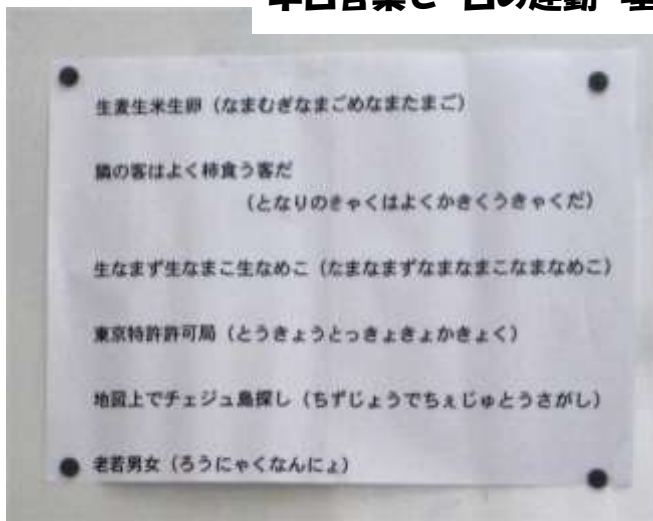 生麦生米生卵（なまむぎなまごめなまたまご）
隣の客はよく柿食う客だ
（となりのきゃくはよくかきくうきゃくだ）
生なまず生なまこ生なめこ（なまなまずなまなまこなまなめこ）
東京特許許可局（とうきょうとっきょきょかきょく）
地図上でチェジュ島探し（ちずじょうでちぇじゅとうさがし）
老若男女（ろうにゃくなんにょ）